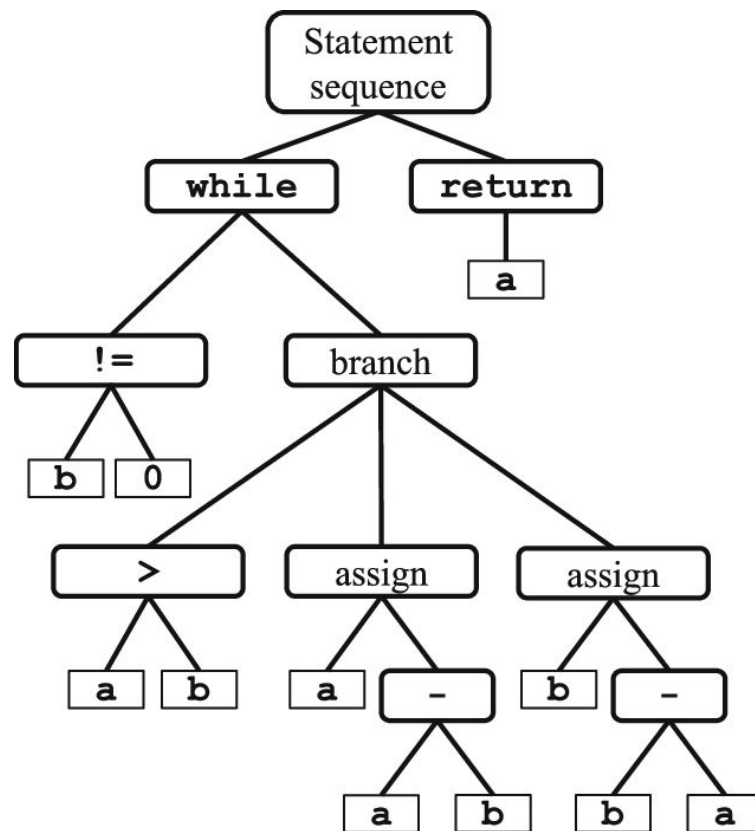 Statement
sequence
while return
a
!= branch
b 0
> assign assign
a b a - b -
a b b a